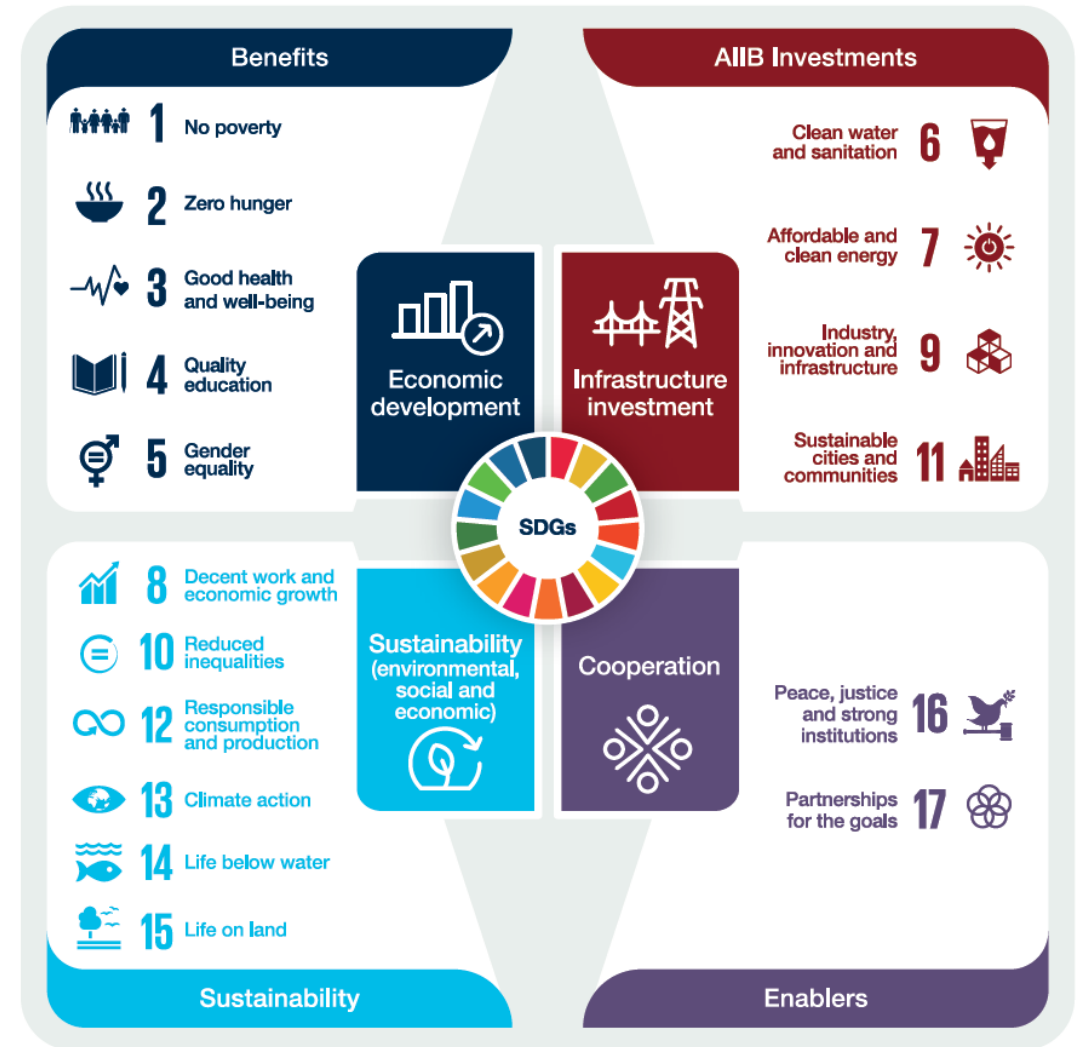 Benefits
1
No poverty
2
Zero hunger
3
Good health
and well-being
4
Quality
education
5
Gender
equality
Economic
development
AIIB Investments
Clean water
and sanitation
6
Affordable and
clean energy
7
Industry,
innovation and
infrastructure
9
Sustainable
cities and
communities
11
Infrastructure
investment
SDGs
8
Decent work and
economic growth
10
Reduced
inequalities
12
Responsible
consumption
and production
13
Climate action
14
Life below water
15
Life on land
Sustainability
(environmental,
social and
economic)
Sustainability
Cooperation
Peace, justice
and strong
institutions
16
Partnerships
for the goals
17
Enablers